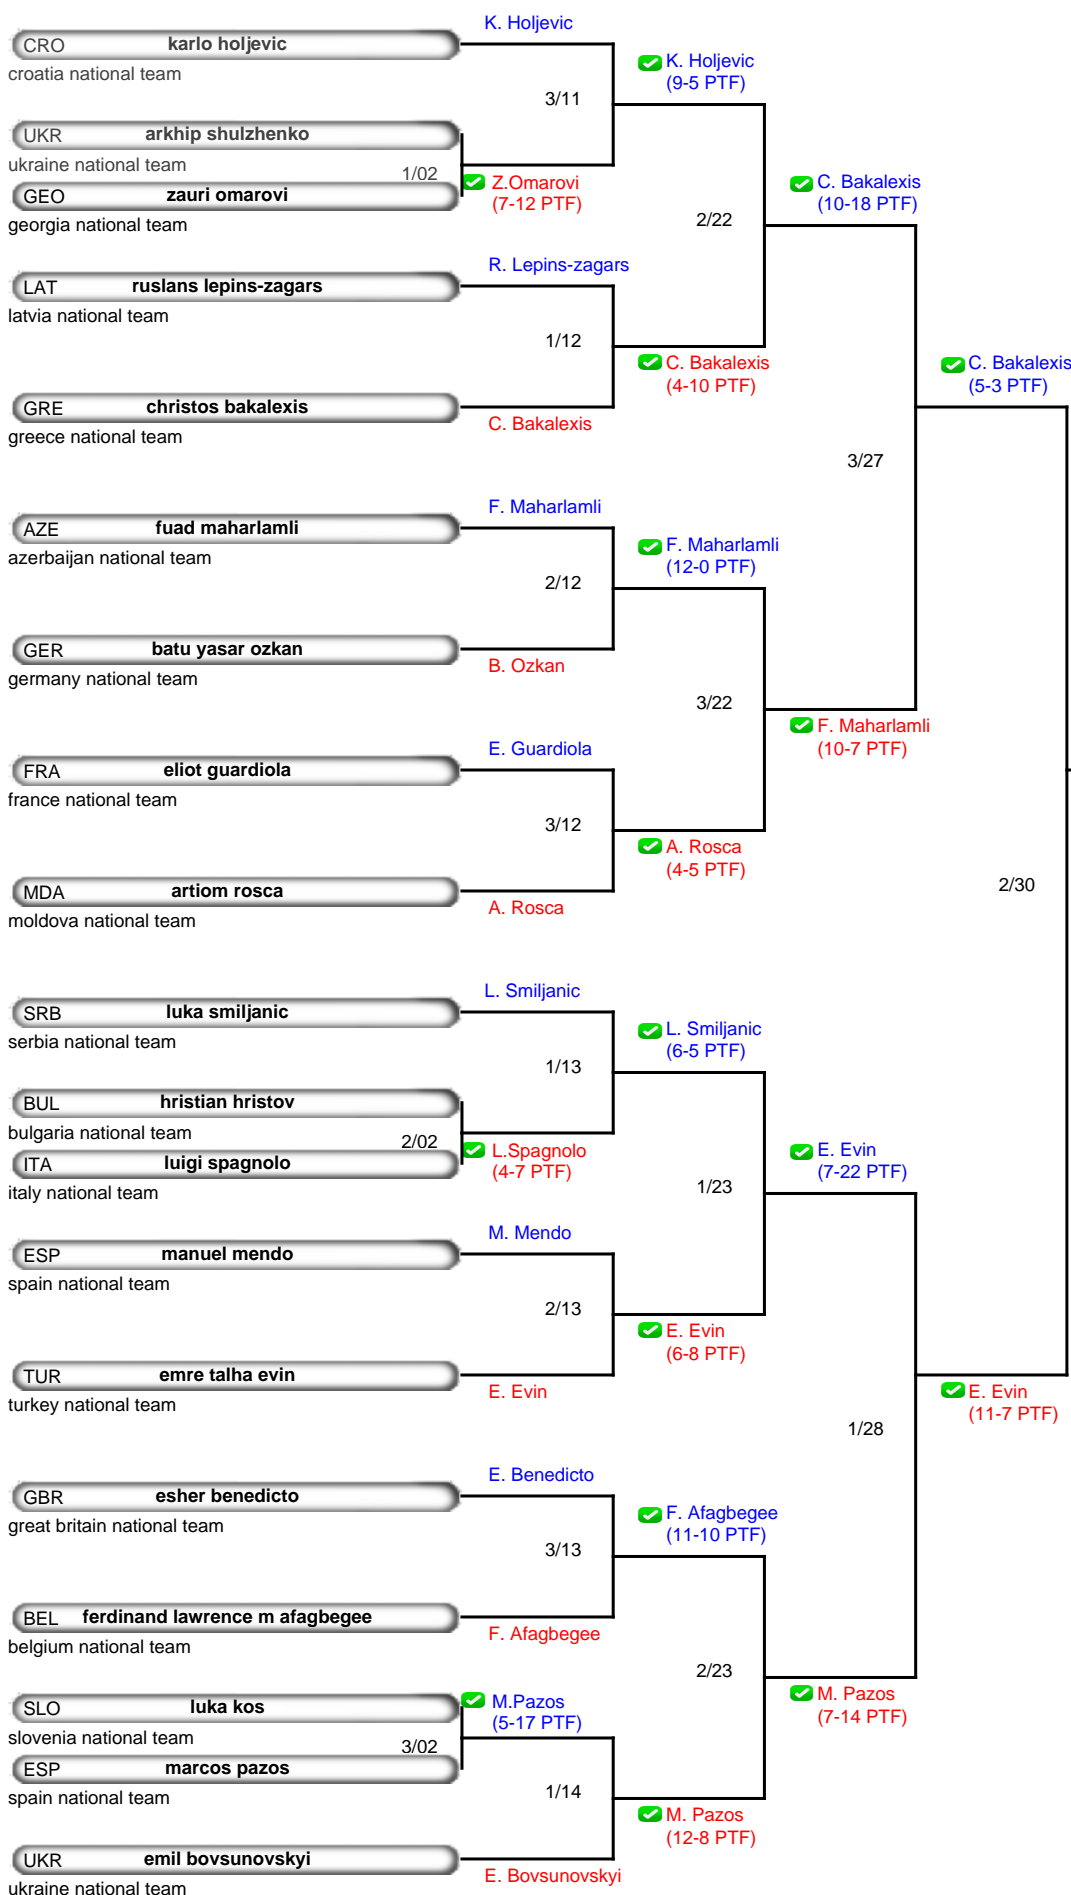 K. Holjevic
CRO karlo holjevic
croatia national team
K. Holjevic
(9-5 PTF)
3/11
UKR arkhip shulzhenko
ukraine national team
1/02
GEO zauri omarovi
georgia national team
Z.Omarovi
(7-12 PTF)
C. Bakalexis
(10-18 PTF)
2/22
R. Lepins-zagars
LAT ruslans lepins-zagars
latvia national team
1/12
C. Bakalexis
(4-10 PTF)
C. Bakalexis
(5-3 PTF)
GRE christos bakalexis
greece national team
C. Bakalexis
3/27
F. Maharlamli
AZE fuad maharlamli
azerbaijan national team
F. Maharlamli
(12-0 PTF)
2/12
GER batu yasar ozkan
germany national team
B. Ozkan
3/22
F. Maharlamli
(10-7 PTF)
E. Guardiola
FRA eliot guardiola
france national team
3/12
A. Rosca
(4-5 PTF)
MDA artiom rosca
moldova national team
A. Rosca
2/30
L. Smiljanic
SRB luka smiljanic
serbia national team
L. Smiljanic
(6-5 PTF)
1/13
BUL hristian hristov
bulgaria national team
2/02
ITA luigi spagnolo
italy national team
L.Spagnolo
(4-7 PTF)
E. Evin
(7-22 PTF)
1/23
M. Mendo
ESP manuel mendo
spain national team
2/13
E. Evin
(6-8 PTF)
TUR emre talha evin
turkey national team
E. Evin
E. Evin
(11-7 PTF)
1/28
E. Benedicto
GBR esher benedicto
great britain national team
F. Afagbegee
(11-10 PTF)
3/13
BEL ferdinand lawrence m afagbegee
belgium national team
F. Afagbegee
2/23
M. Pazos
(7-14 PTF)
SLO luka kos
slovenia national team
M.Pazos
(5-17 PTF)
3/02
ESP marcos pazos
spain national team
1/14
M. Pazos
(12-8 PTF)
UKR emil bovsunovskyi
ukraine national team
E. Bovsunovskyi